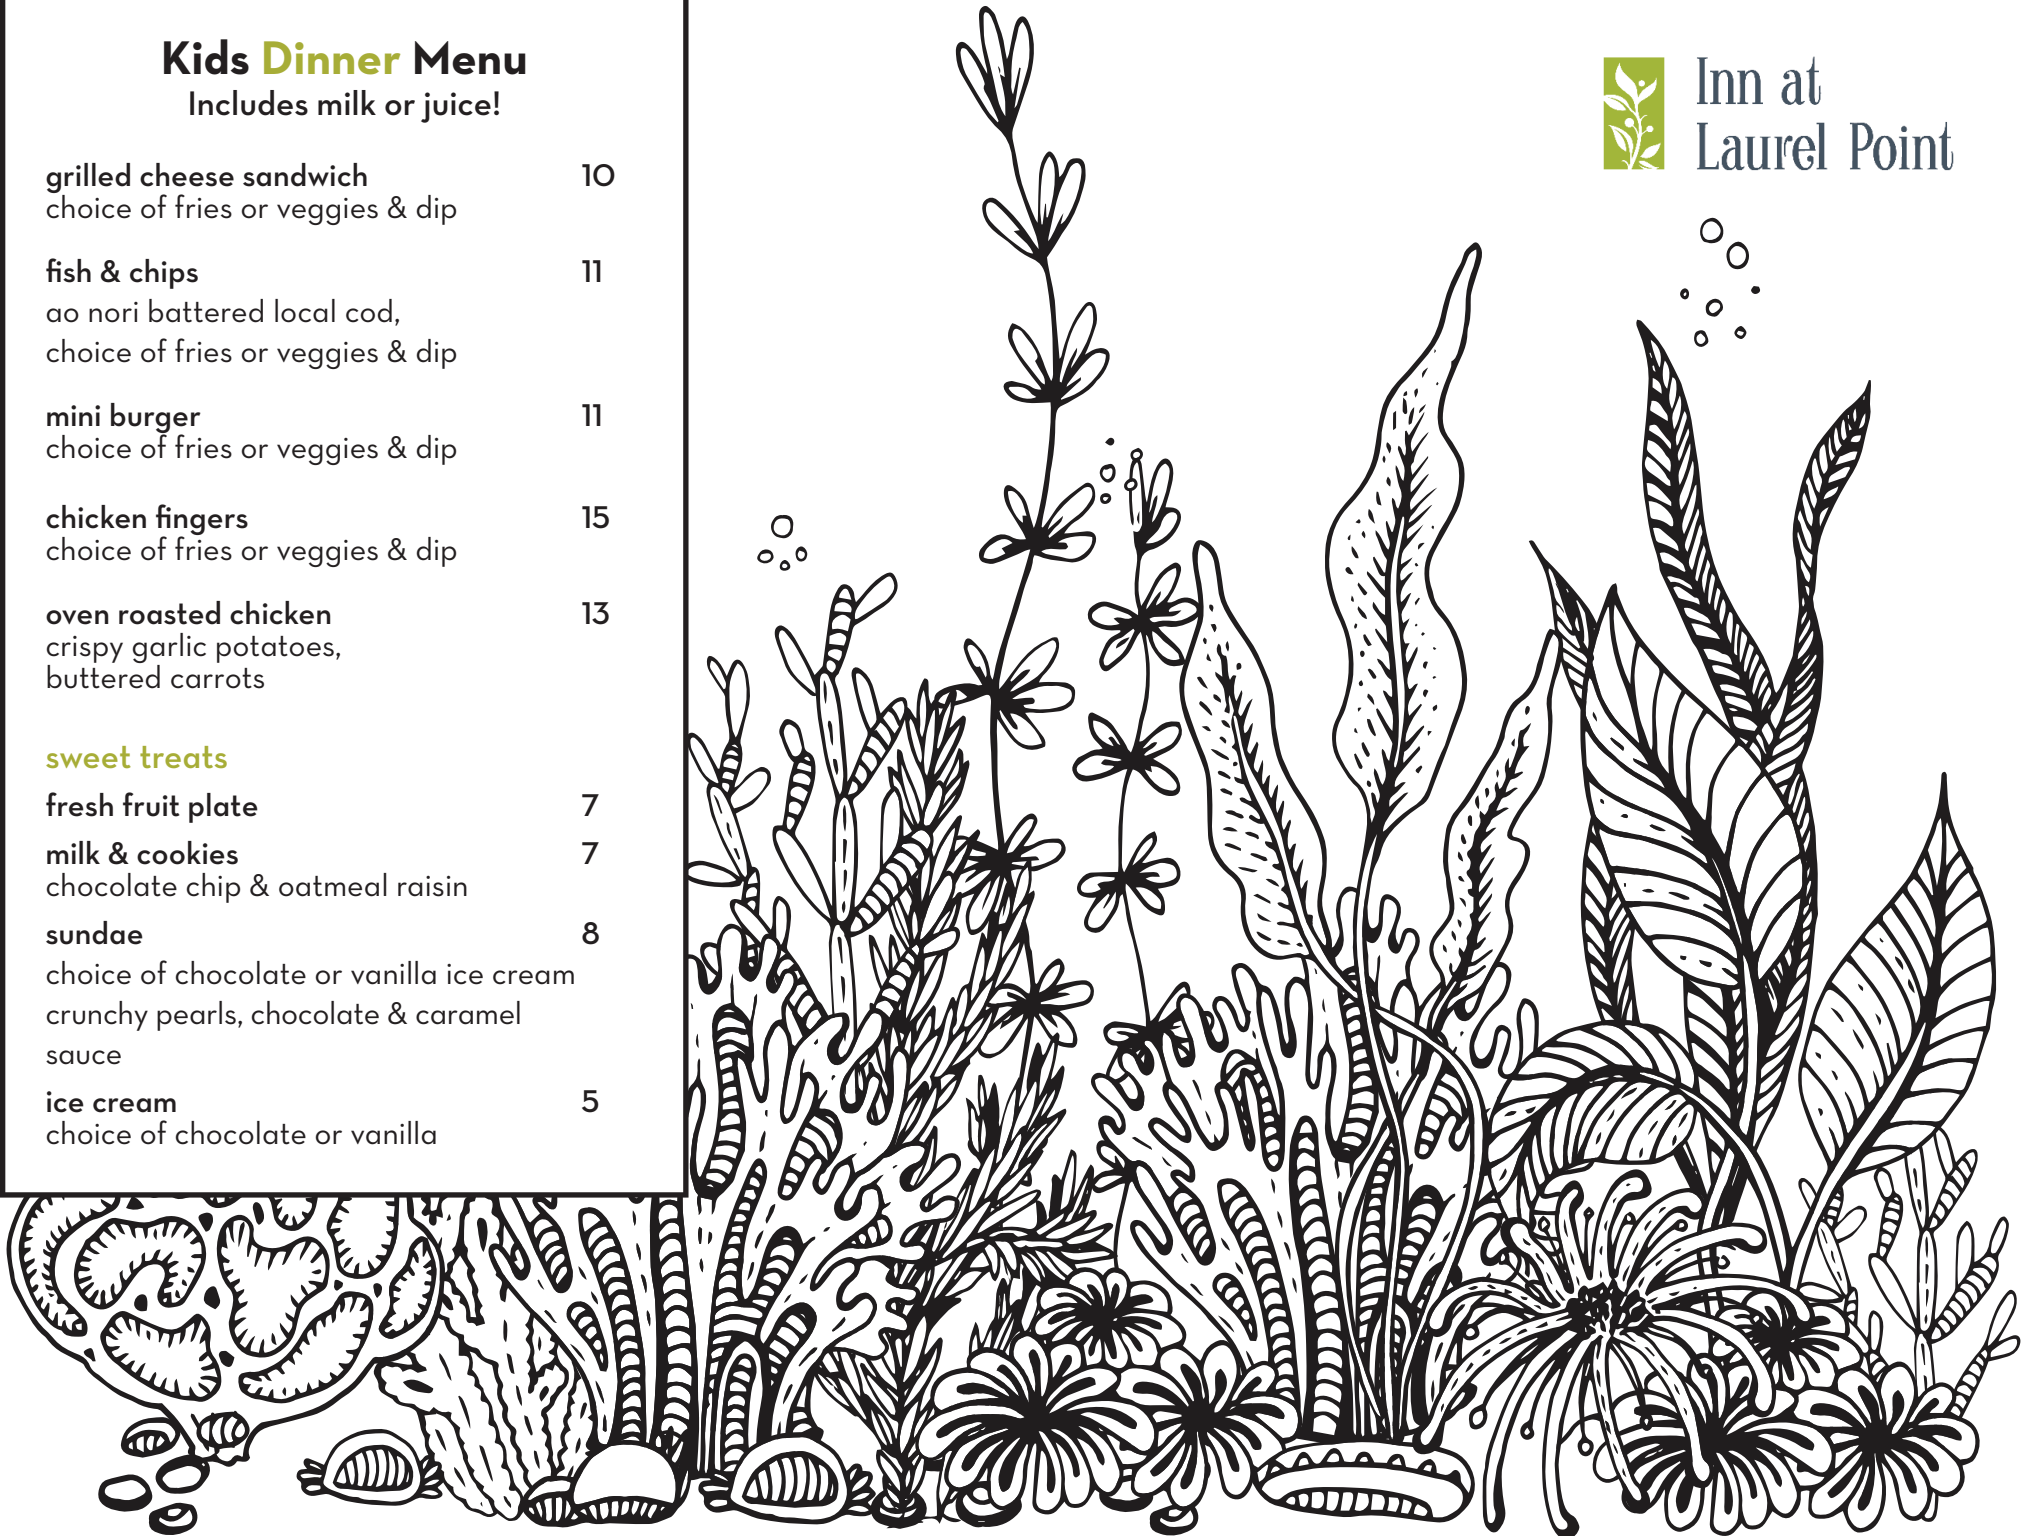 Kids Dinner Menu
Includes milk or juice!
grilled cheese sandwich 10
choice of fries or veggies & dip
fish & chips 11
ao nori battered local cod,
choice of fries or veggies & dip
mini burger 11
choice of fries or veggies & dip
chicken fingers 15
choice of fries or veggies & dip
oven roasted chicken 13
crispy garlic potatoes,
buttered carrots
sweet treats
fresh fruit plate 7
milk & cookies 7
chocolate chip & oatmeal raisin
sundae 8
choice of chocolate or vanilla ice cream
crunchy pearls, chocolate & caramel
sauce
ice cream 5
choice of chocolate or vanilla
Inn at
Laurel Point